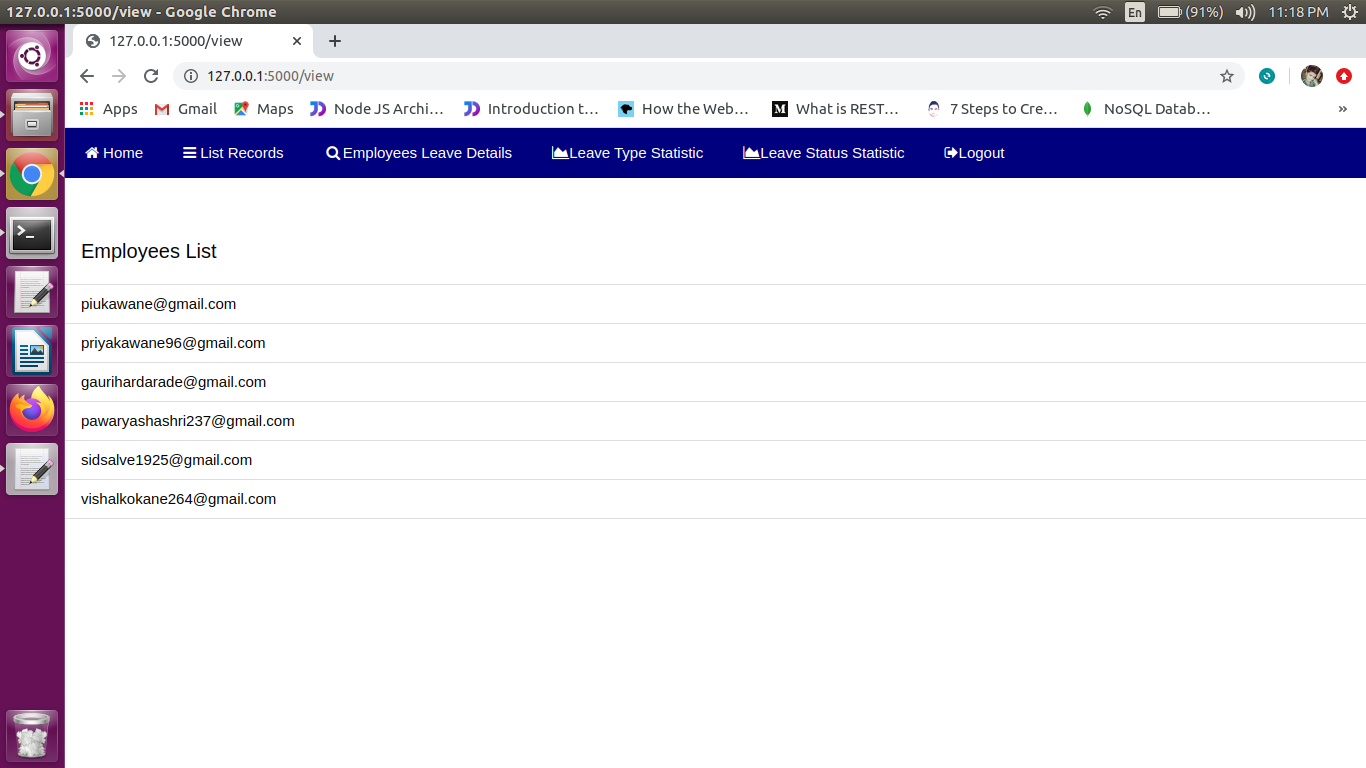 127.0.0.1:5000/view - Google Chrome En (91%) 11:18 PM
127.0.0.1:5000/view
127.0.0.1:5000/view
Apps Gmail Maps Node JS Archi... Introduction t... How the Web... What is REST... 7 Steps to Cre... NoSQL Datab... »
Home List Records Employees Leave Details Leave Type Statistic Leave Status Statistic Logout
Employees List
piukawane@gmail.com
priyakawane96@gmail.com
gaurihardarade@gmail.com
pawaryashashri237@gmail.com
sidsalve1925@gmail.com
vishalkokane264@gmail.com